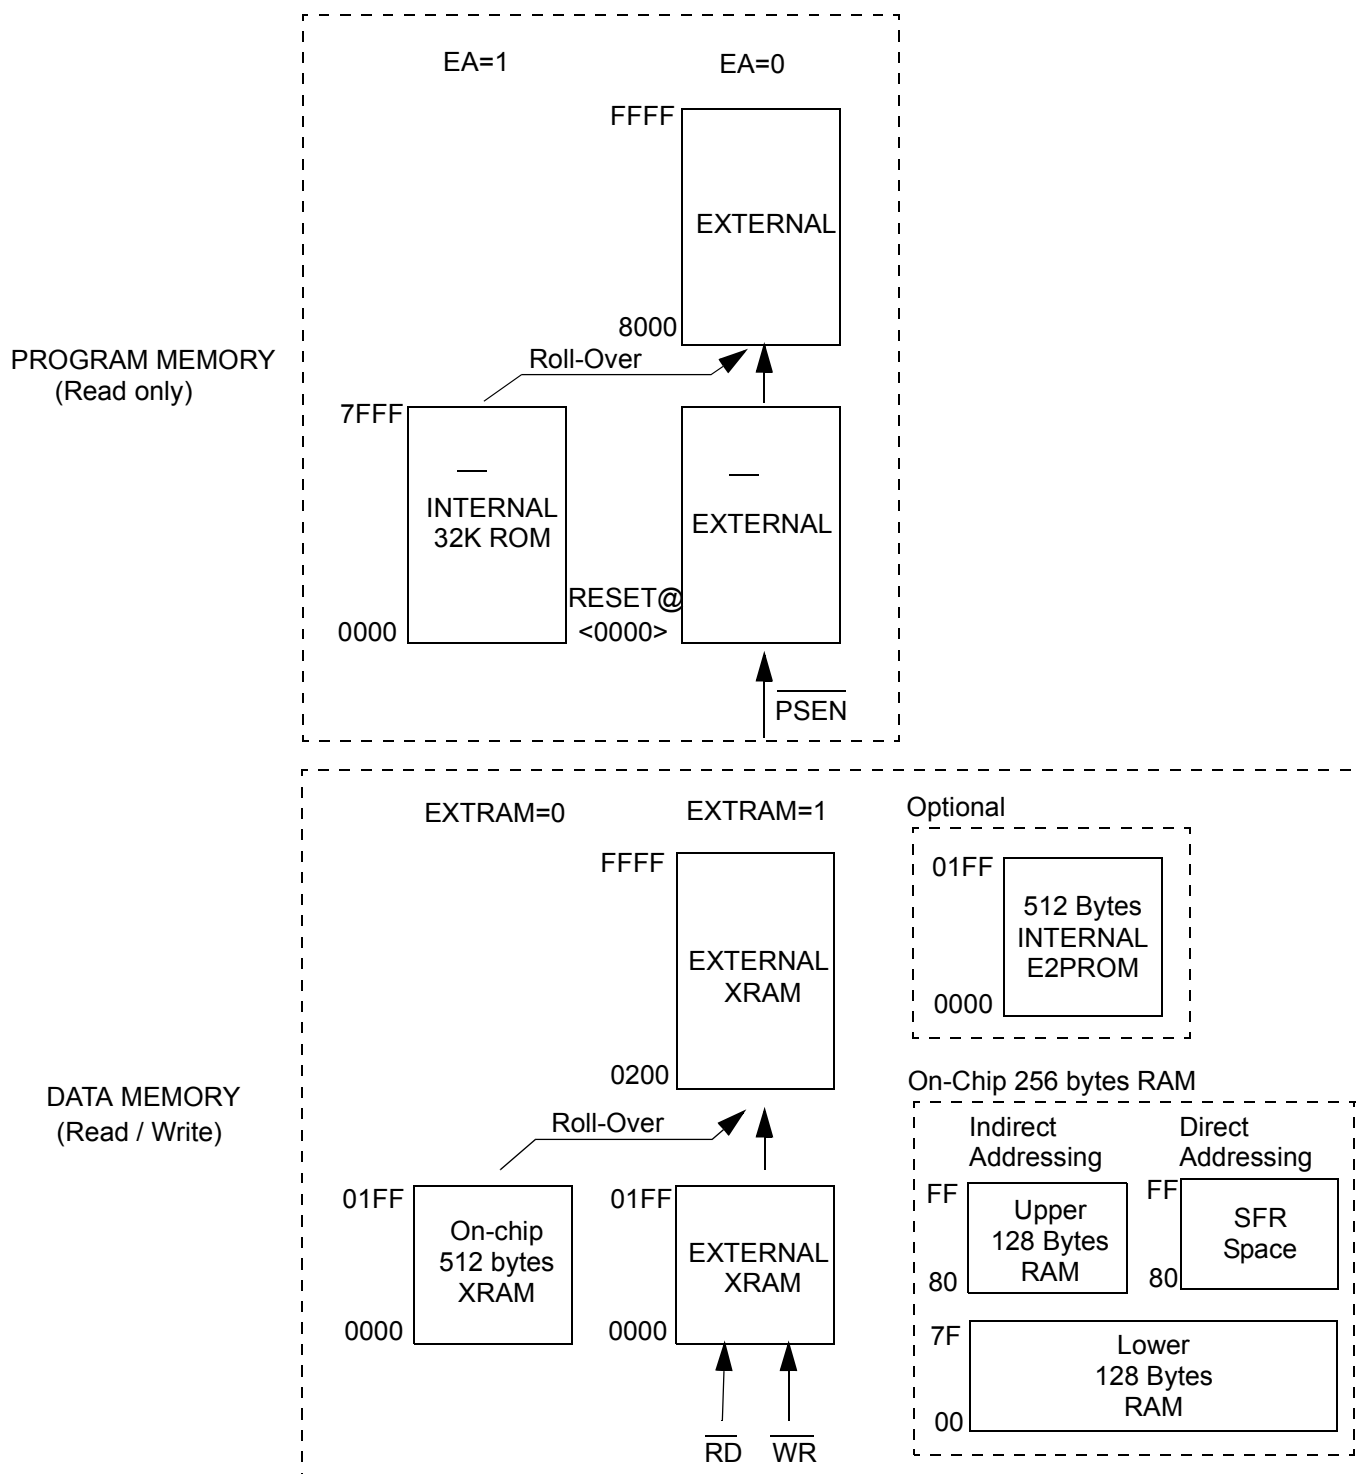 EA=1
EA=0
FFFF
EXTERNAL
8000
Roll-Over
PROGRAM MEMORY
(Read only)
7FFF
INTERNAL
32K ROM
EXTERNAL
RESET@
<0000>
0000
PSEN
EXTRAM=0
EXTRAM=1
Optional
FFFF
EXTERNAL
XRAM
0200
01FF
512 Bytes
INTERNAL
E2PROM
0000
DATA MEMORY
(Read / Write)
Roll-Over
01FF
On-chip
512 bytes
XRAM
0000
01FF
EXTERNAL
XRAM
0000
RD
WR
On-Chip 256 bytes RAM
Indirect
Addressing
Direct
Addressing
FF
Upper
128 Bytes
RAM
80
FF
SFR
Space
80
7F
Lower
128 Bytes
RAM
00